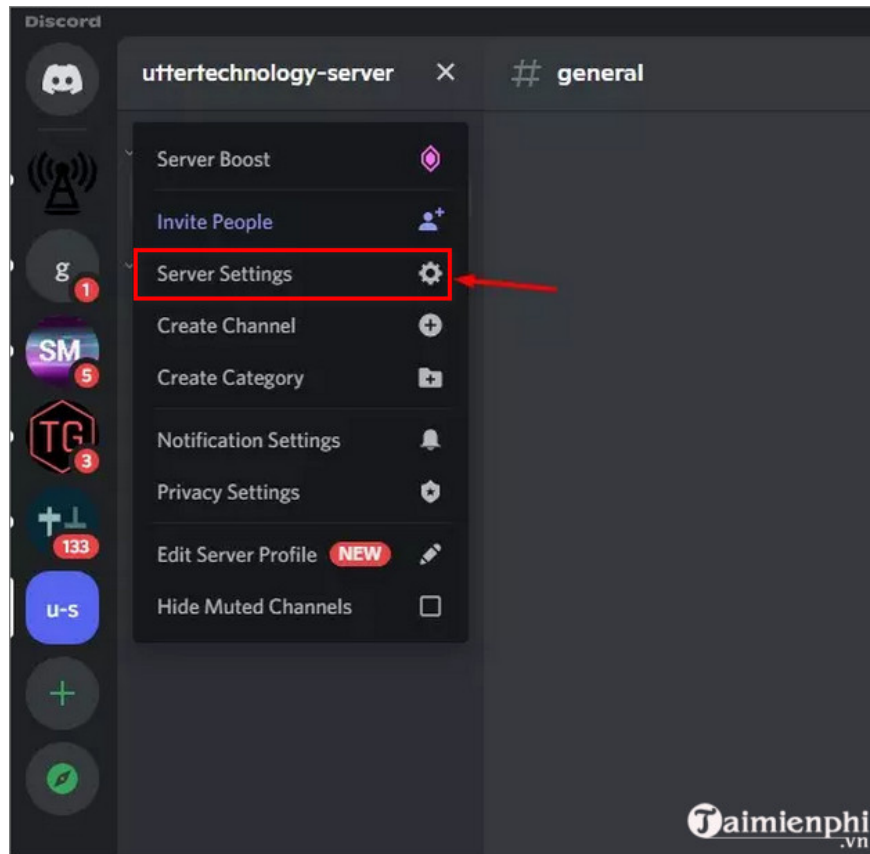 Discord
uttertechnology-server
# general
Server Boost
Invite People
g
1
Server Settings
SM
5
Create Channel
Create Category
TG
3
Notification Settings
Privacy Settings
133
Edit Server Profile NEW
u-s
Hide Muted Channels
Taimienphi
.vn